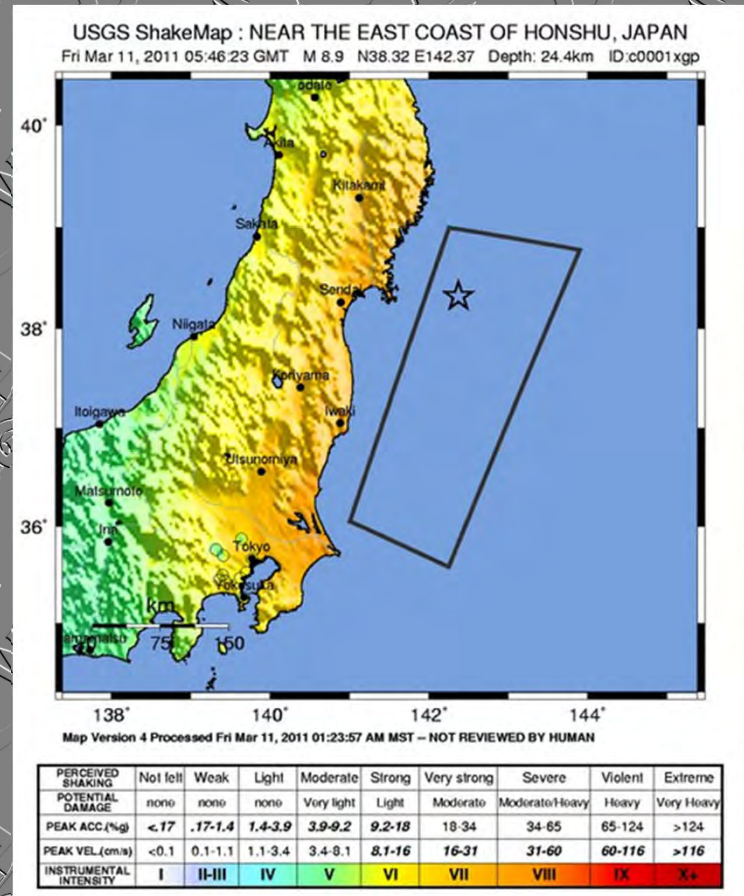 USGS ShakeMap : NEAR THE EAST COAST OF HONSHU, JAPAN
Fri Mar 11, 2011 05:46:23 GMT M 8.9 N38.32 E142.37 Depth: 24.4km ID:c0001xgp
odate
40°
Akita
Kitakami
Sakata
Sendai
38°
Niigata
Koriyama
Itoigawa
Iwaki
Utsunomiya
Matsumoto
36°
Ina
Tokyo
Yokosuka
km
75 150
138° 140° 142° 144°
Map Version 4 Processed Fri Mar 11, 2011 01:23:57 AM MST -- NOT REVIEWED BY HUMAN
PERCEIVED SHAKING Not felt Weak Light Moderate Strong Very strong Severe Violent Extreme
POTENTIAL DAMAGE none none none Very light Light Moderate Moderate/Heavy Heavy Very Heavy
PEAK ACC.(%g) <.17 .17-1.4 1.4-3.9 3.9-9.2 9.2-18 18-34 34-65 65-124 >124
PEAK VEL.(cm/s) <0.1 0.1-1.1 1.1-3.4 3.4-8.1 8.1-16 16-31 31-60 60-116 >116
INSTRUMENTAL INTENSITY I II-III IV V VI VII VIII IX X+